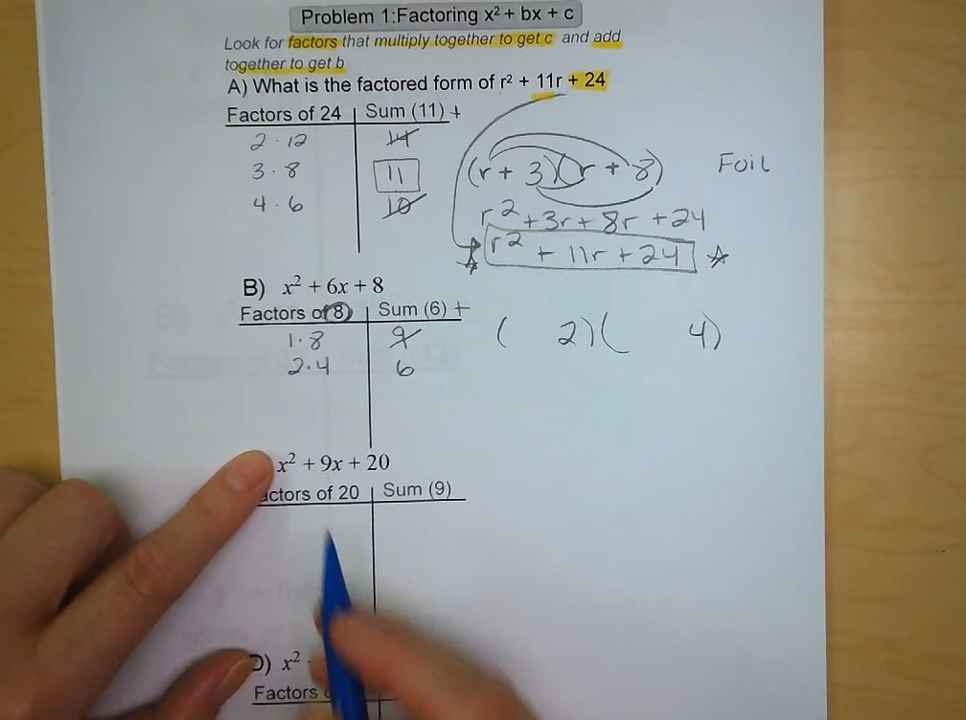 Problem 1:Factoring x² + bx + c
Look for factors that multiply together to get c and add
together to get b
A) What is the factored form of r² + 11r + 24
Factors of 24 | Sum (11) +
2 · 12 14
3 · 8 11
4 · 6 10
(r + 3)(r + 8) Foil
r² + 3r + 8r + 24
r² + 11r + 24
B) x² + 6x + 8
Factors of 8 | Sum (6) +
1 · 8 9
2 · 4 6
( 2)( 4)
x² + 9x + 20
actors of 20 | Sum (9)
D) x²
Factors